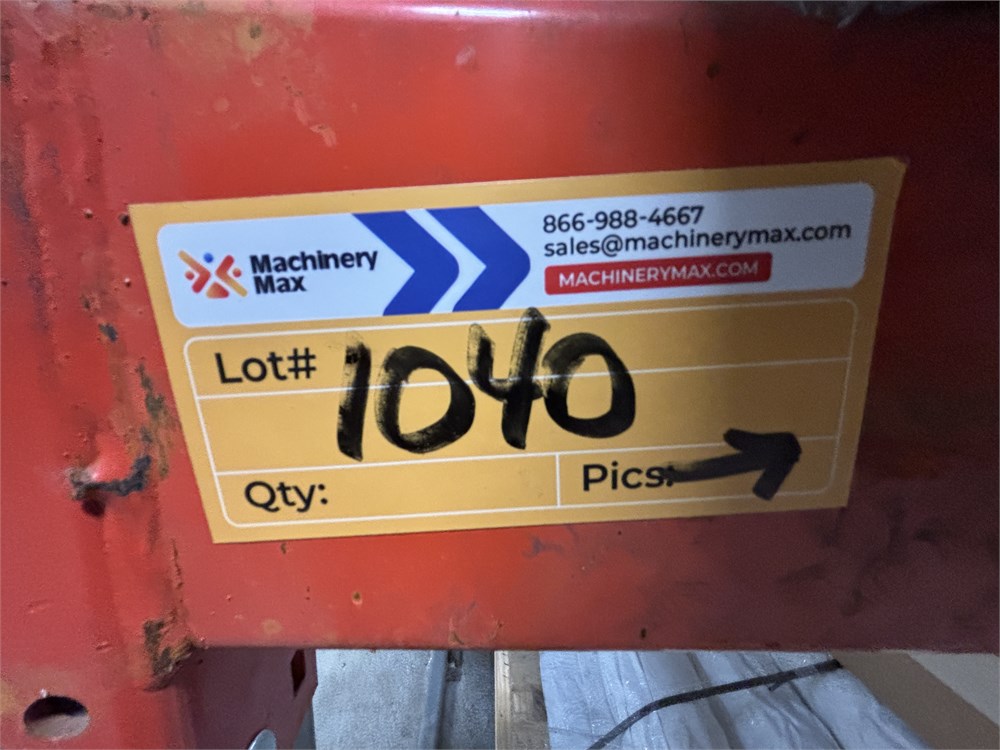 Machinery
Max
866-988-4667
sales@machinerymax.com
MACHINERYMAX.COM
Lot# 1040
Qty:
Pics: